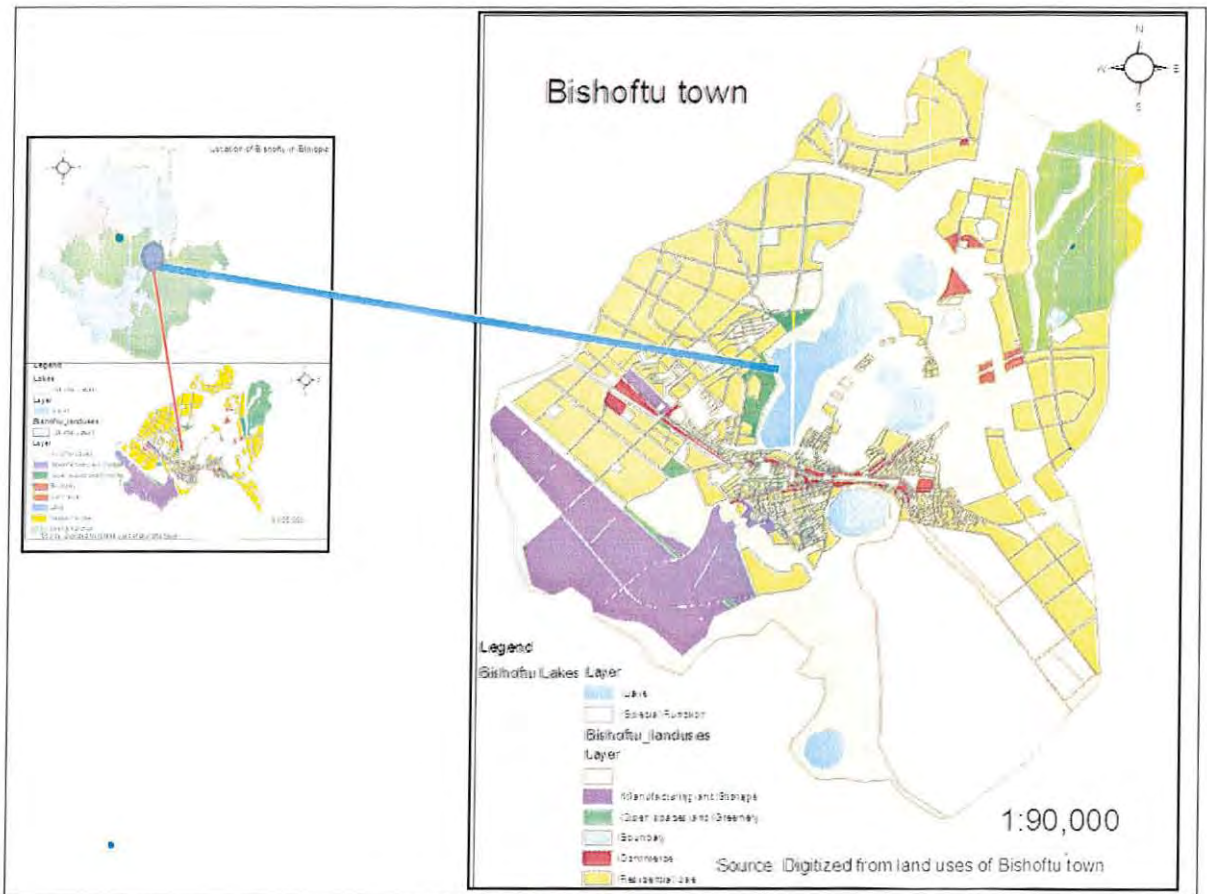 Bishoftu town
N
W
E
S
Location of Bishoftu in Ethiopia
Legend
Lakes
Layer
Bishoftu_landuses
Layer
Legend
Bishoftu Lakes Layer
Lake
Special Function
Bishoftu_landuses
Layer
Manufacturing and Storage
Open spaces and Greenery
Boundary
Commerce
Residential use
1:90,000
Source: Digitized from land uses of Bishoftu town